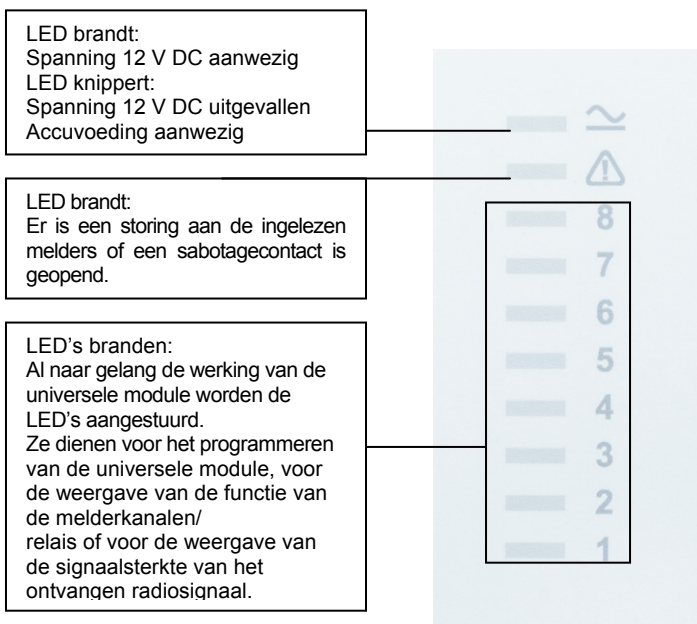 LED brandt:
Spanning 12 V DC aanwezig
LED knippert:
Spanning 12 V DC uitgevallen
Accuvoeding aanwezig
LED brandt:
Er is een storing aan de ingelezen
melders of een sabotagecontact is
geopend.
LED’s branden:
Al naar gelang de werking van de
universele module worden de
LED’s aangestuurd.
Ze dienen voor het programmeren
van de universele module, voor
de weergave van de functie van
de melderkanalen/
relais of voor de weergave van
de signaalsterkte van het
ontvangen radiosignaal.
8
7
6
5
4
3
2
1